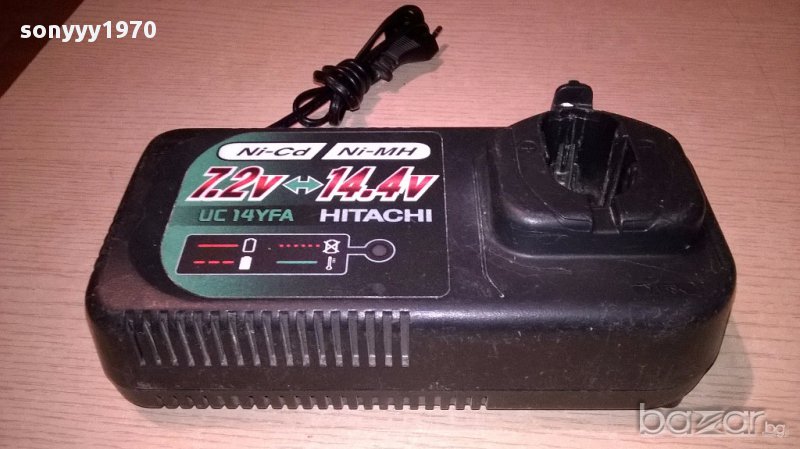 sonyyy1970
Ni-Cd Ni-MH
7.2v ↔ 14.4v
UC 14YFA HITACHI
bazar.bg